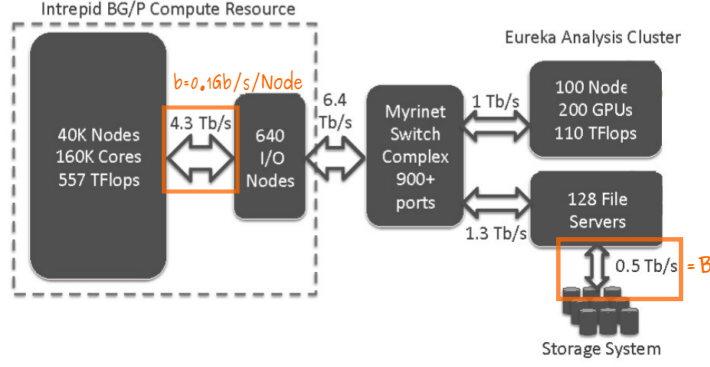 Intrepid BG/P Compute Resource
40K Nodes
160K Cores
557 TFlops
b=0.1Gb/s/Node
4.3 Tb/s
640
I/O
Nodes
6.4
Tb/s
Myrinet
Switch
Complex
900+
ports
Eureka Analysis Cluster
1 Tb/s
100 Node
200 GPUs
110 TFlops
1.3 Tb/s
128 File
Servers
0.5 Tb/s = B
Storage System